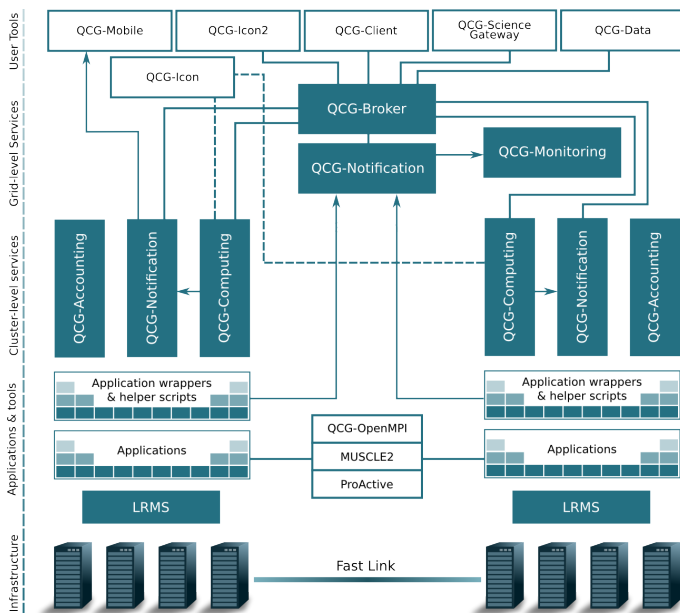 User Tools
QCG-Mobile
QCG-Icon2
QCG-Client
QCG-Science
Gateway
QCG-Data
QCG-Icon
Grid-level Services
QCG-Broker
QCG-Notification
QCG-Monitoring
Cluster-level services
QCG-Accounting
QCG-Notification
QCG-Computing
QCG-Computing
QCG-Notification
QCG-Accounting
Applications & tools
Application wrappers
& helper scripts
Application wrappers
& helper scripts
Applications
QCG-OpenMPI
MUSCLE2
ProActive
Applications
LRMS
LRMS
Infrastructure
Fast Link